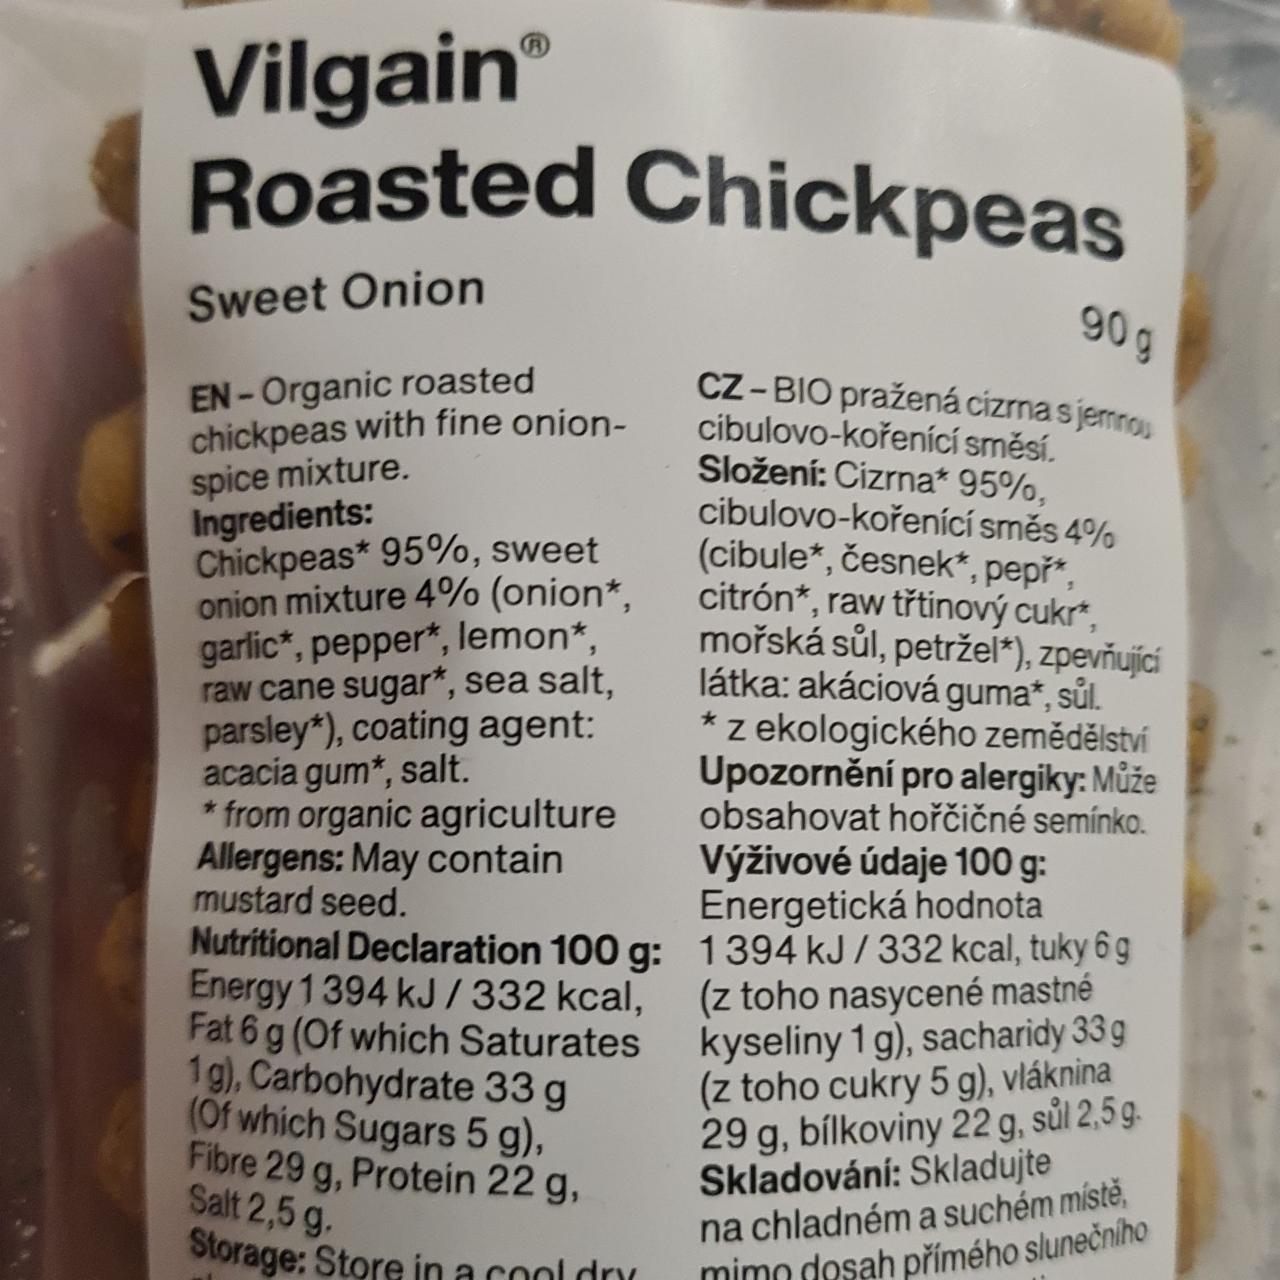 Vilgain®
Roasted Chickpeas
Sweet Onion
90 g
EN - Organic roasted
chickpeas with fine onion-
spice mixture.
Ingredients:
Chickpeas* 95%, sweet
onion mixture 4% (onion*,
garlic*, pepper*, lemon*,
raw cane sugar*, sea salt,
parsley*), coating agent:
acacia gum*, salt.
* from organic agriculture
Allergens: May contain
mustard seed.
Nutritional Declaration 100 g:
Energy 1 394 kJ / 332 kcal,
Fat 6 g (Of which Saturates
1 g), Carbohydrate 33 g
(Of which Sugars 5 g),
Fibre 29 g, Protein 22 g,
Salt 2,5 g.
Storage: Store in a cool dry
CZ - BIO pražená cizrna s jemnou
cibulovo-kořenící směsí.
Složení: Cizrna* 95%,
cibulovo-kořenící směs 4%
(cibule*, česnek*, pepř*,
citrón*, raw třtinový cukr*,
mořská sůl, petržel*), zpevňující
látka: akáciová guma*, sůl.
* z ekologického zemědělství
Upozornění pro alergiky: Může
obsahovat hořčičné semínko.
Výživové údaje 100 g:
Energetická hodnota
1 394 kJ / 332 kcal, tuky 6 g
(z toho nasycené mastné
kyseliny 1 g), sacharidy 33 g
(z toho cukry 5 g), vláknina
29 g, bílkoviny 22 g, sůl 2,5 g.
Skladování: Skladujte
na chladném a suchém místě,
mimo dosah přímého slunečního